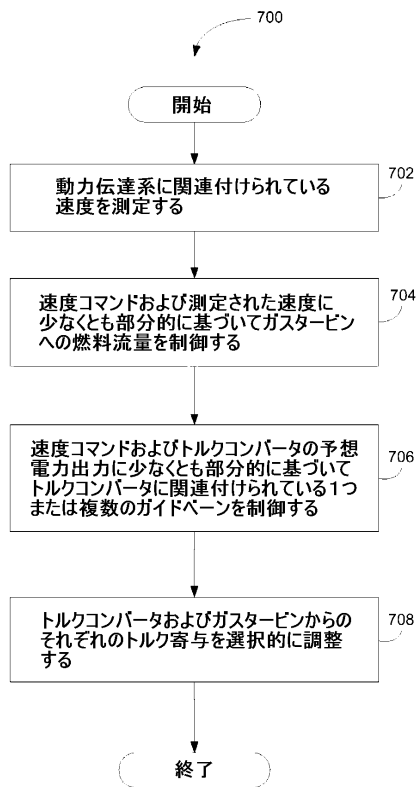 700
開始
動力伝達系に関連付けられている
速度を測定する
702
速度コマンドおよび測定された速度に
少なくとも部分的に基づいてガスタービン
への燃料流量を制御する
704
速度コマンドおよびトルクコンバータの予想
電力出力に少なくとも部分的に基づいて
トルクコンバータに関連付けられている1つ
または複数のガイドベーンを制御する
706
トルクコンバータおよびガスタービンからの
それぞれのトルク寄与を選択的に調整
する
708
終了